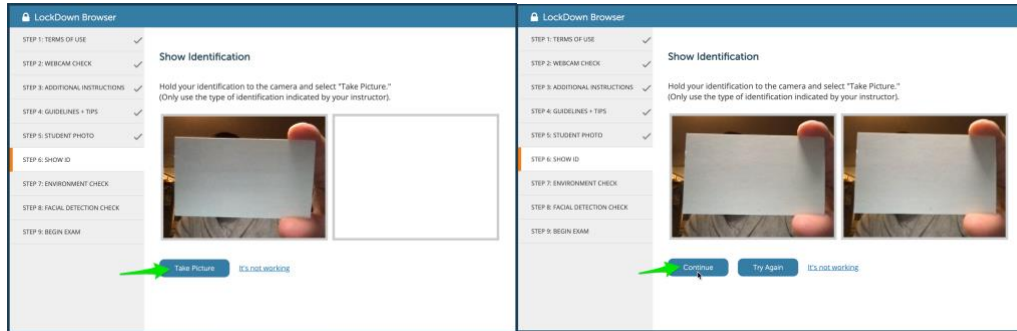 LockDown Browser
STEP 1: TERMS OF USE
STEP 2: WEBCAM CHECK
STEP 3: ADDITIONAL INSTRUCTIONS
STEP 4: GUIDELINES + TIPS
STEP 5: STUDENT PHOTO
STEP 6: SHOW ID
STEP 7: ENVIRONMENT CHECK
STEP 8: FACIAL DETECTION CHECK
STEP 9: BEGIN EXAM
Show Identification
Hold your identification to the camera and select "Take Picture."
(Only use the type of identification indicated by your instructor).
Take Picture
It's not working
LockDown Browser
STEP 1: TERMS OF USE
STEP 2: WEBCAM CHECK
STEP 3: ADDITIONAL INSTRUCTIONS
STEP 4: GUIDELINES + TIPS
STEP 5: STUDENT PHOTO
STEP 6: SHOW ID
STEP 7: ENVIRONMENT CHECK
STEP 8: FACIAL DETECTION CHECK
STEP 9: BEGIN EXAM
Show Identification
Hold your identification to the camera and select "Take Picture."
(Only use the type of identification indicated by your instructor).
Continue
Try Again
It's not working